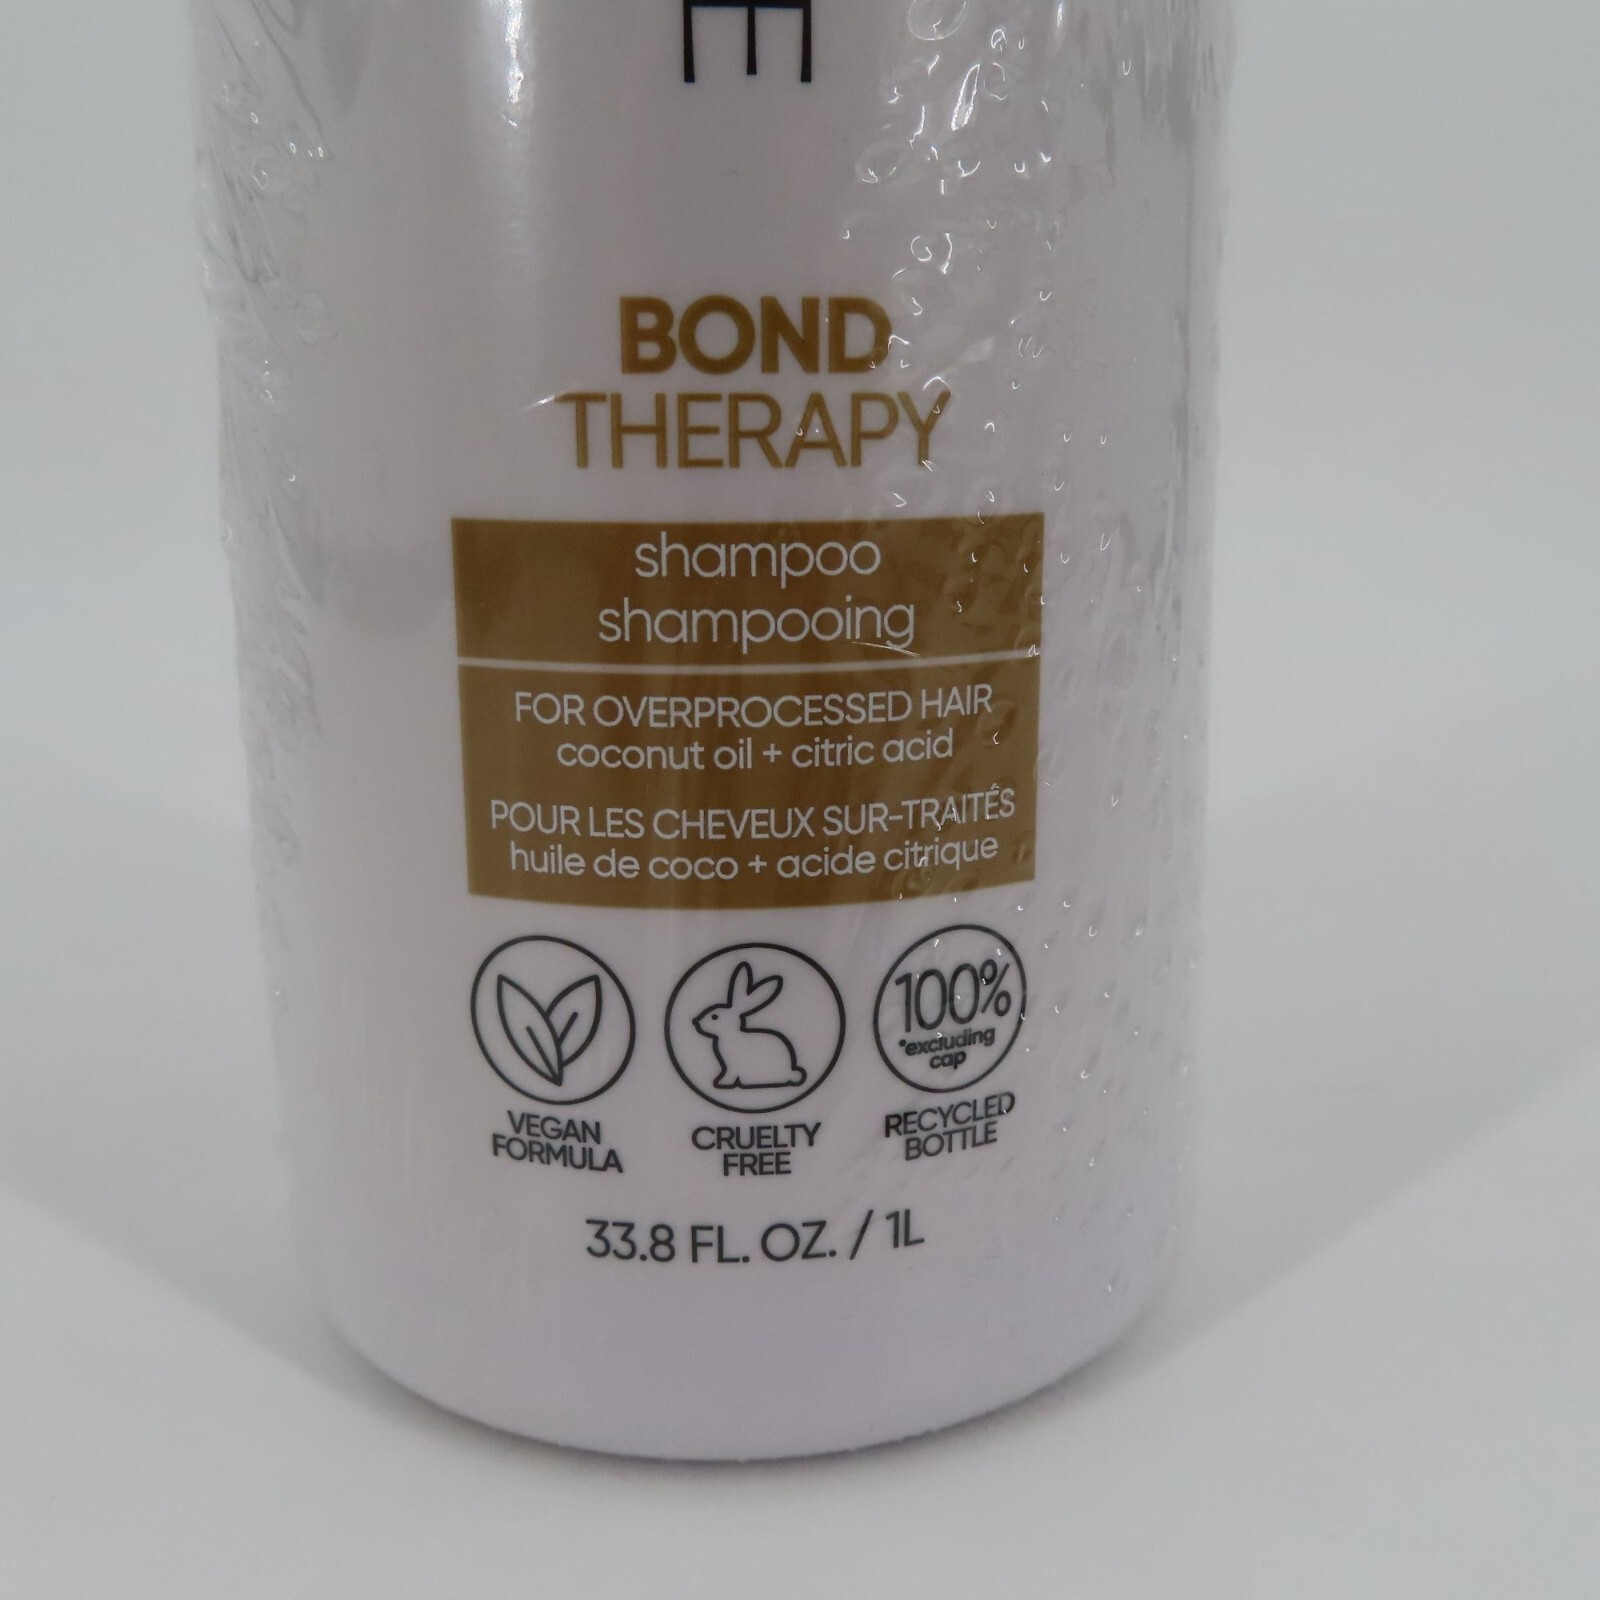 E
BOND
THERAPY
shampoo
shampooing
FOR OVERPROCESSED HAIR
coconut oil + citric acid
POUR LES CHEVEUX SUR-TRAITÉS
huile de coco + acide citrique
100%
*excluding
cap
VEGAN
FORMULA
CRUELTY
FREE
RECYCLED
BOTTLE
33.8 FL. OZ. / 1L